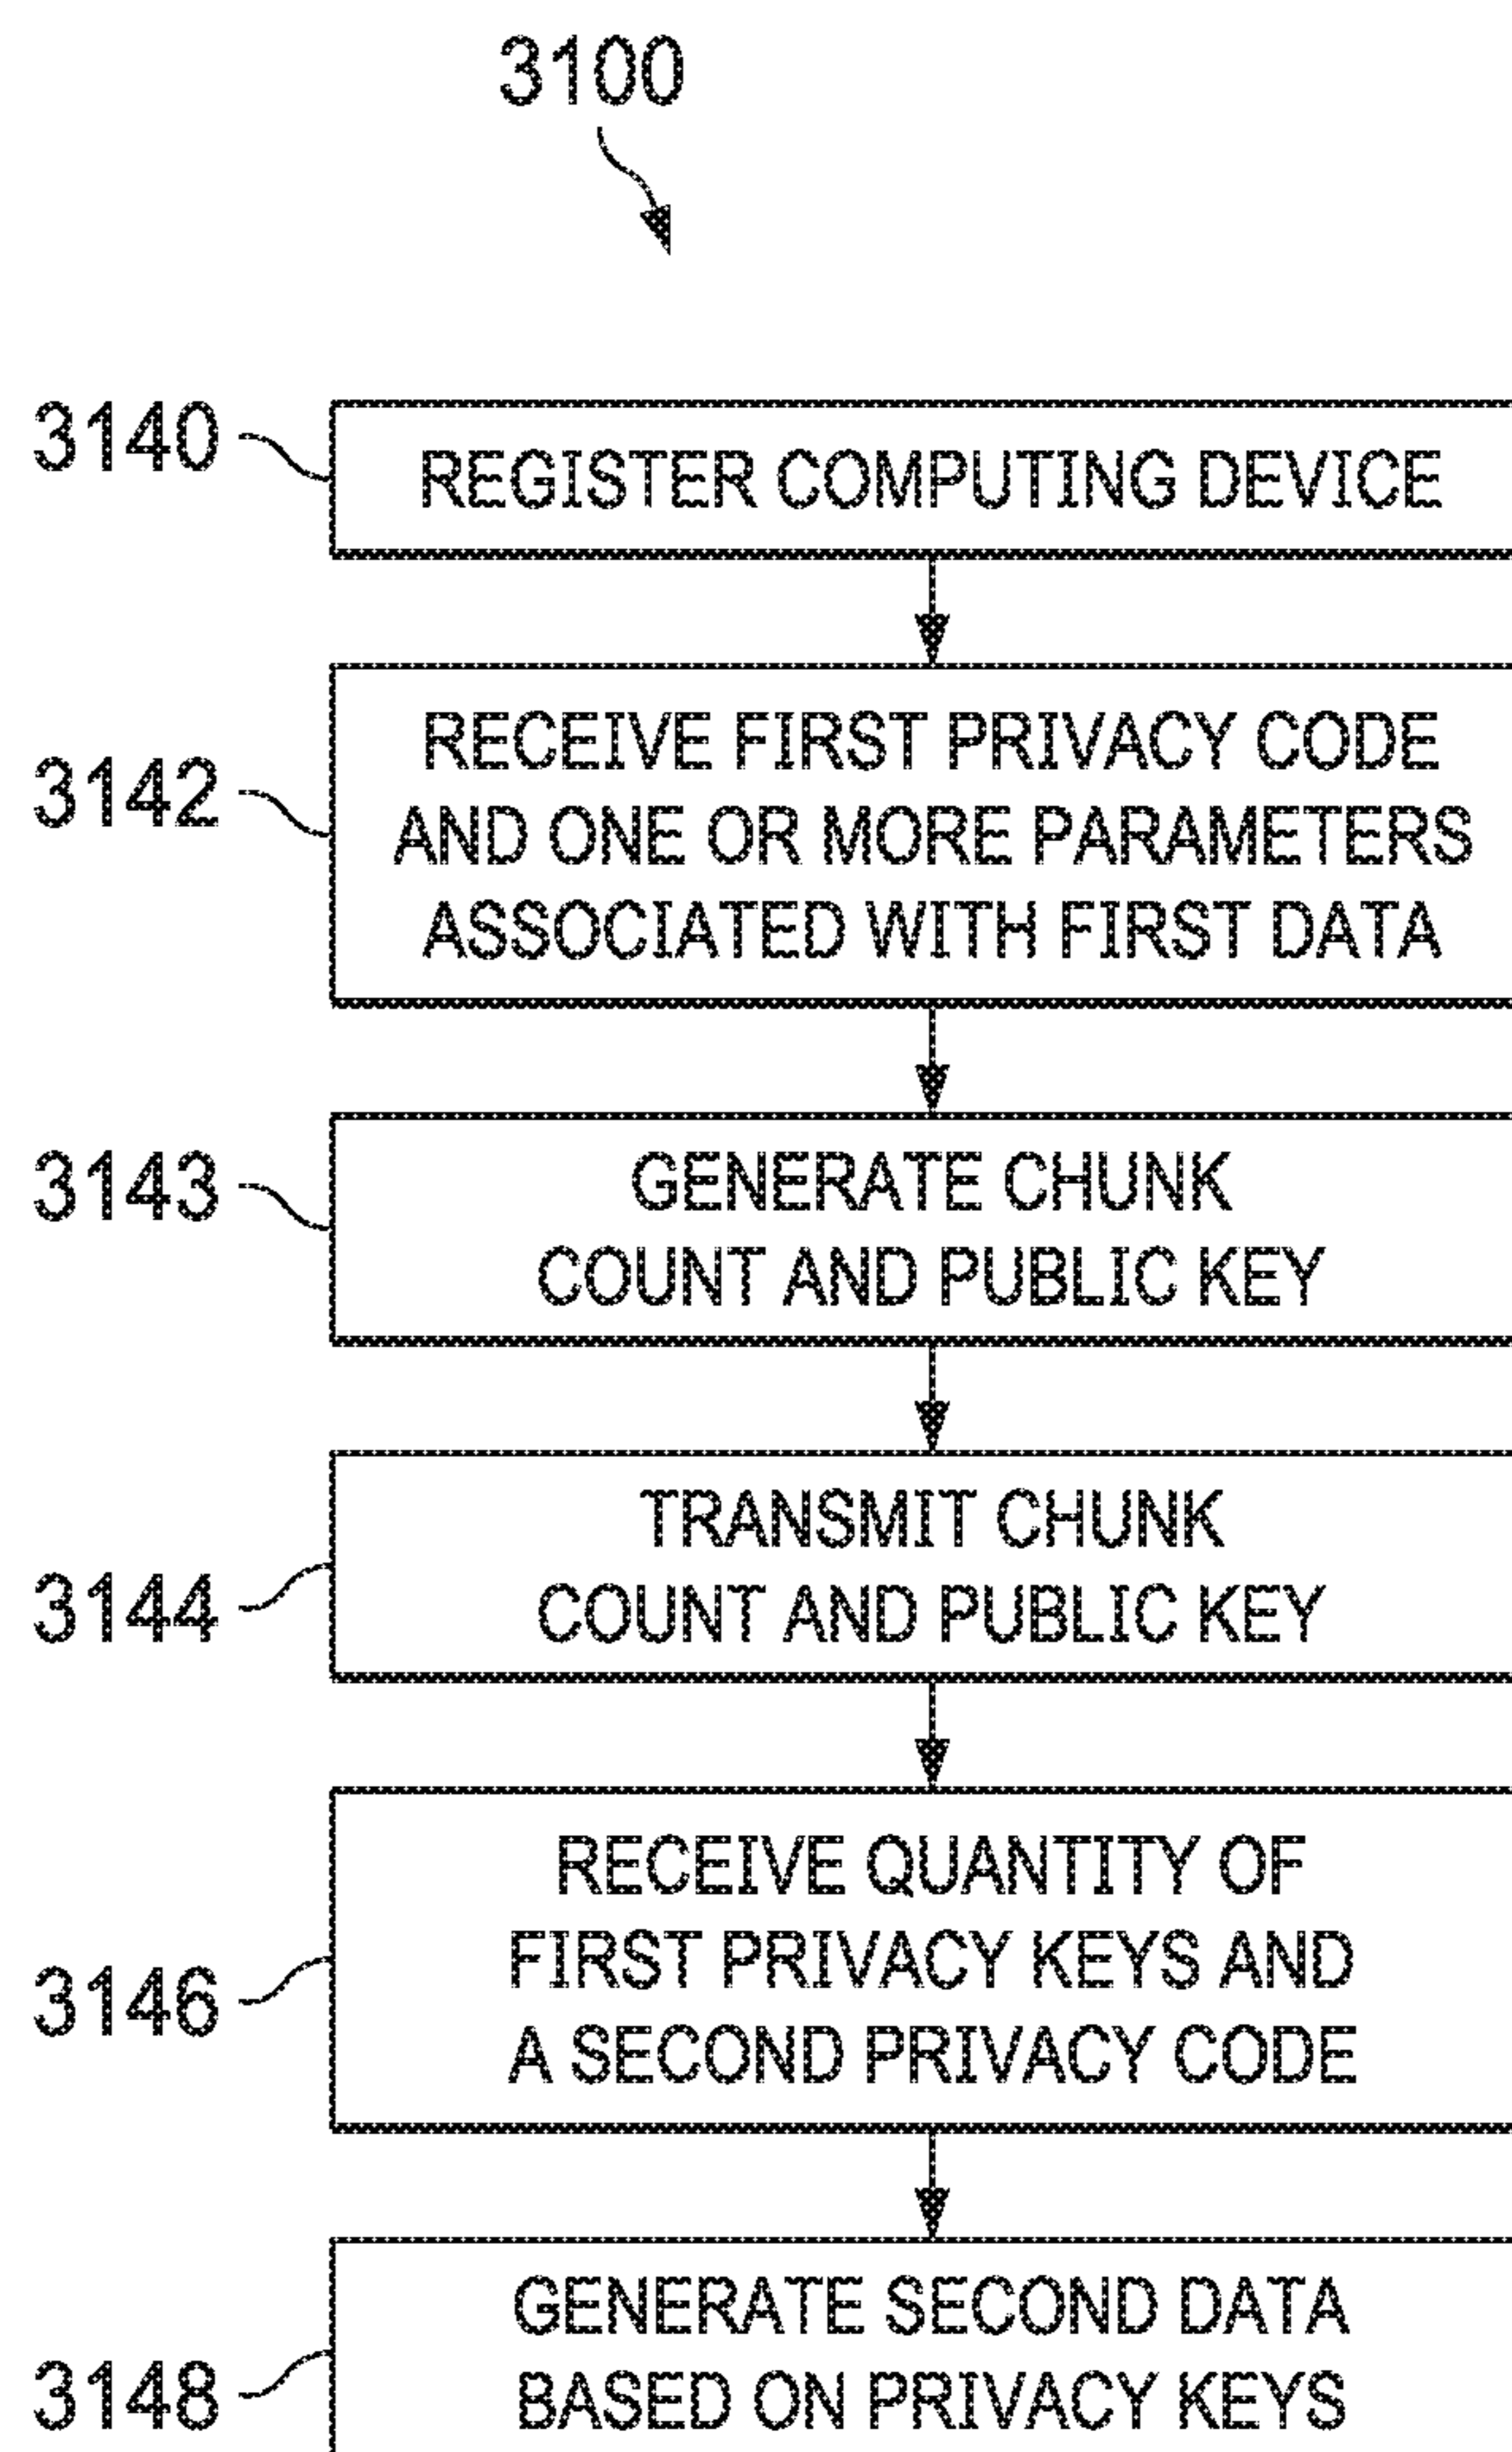 3100
3140
REGISTER COMPUTING DEVICE
3142
RECEIVE FIRST PRIVACY CODE
AND ONE OR MORE PARAMETERS
ASSOCIATED WITH FIRST DATA
3143
GENERATE CHUNK
COUNT AND PUBLIC KEY
3144
TRANSMIT CHUNK
COUNT AND PUBLIC KEY
3146
RECEIVE QUANTITY OF
FIRST PRIVACY KEYS AND
A SECOND PRIVACY CODE
3148
GENERATE SECOND DATA
BASED ON PRIVACY KEYS